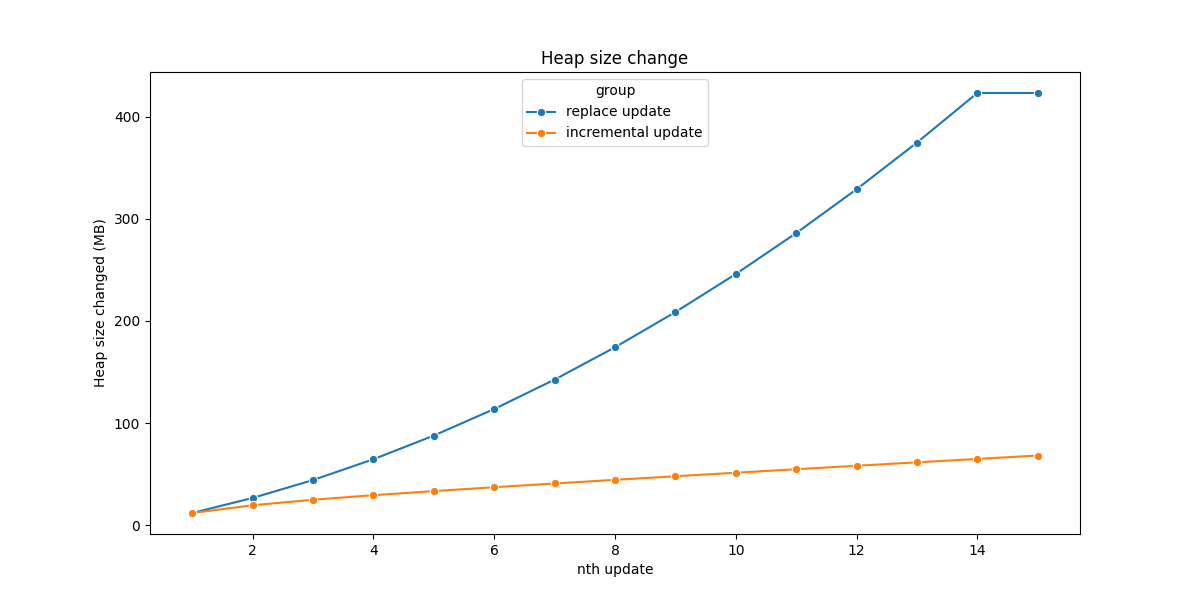 Heap size change
group
replace update
incremental update
Heap size changed (MB)
400
300
200
100
0
2 4 6 8 10 12 14
nth update